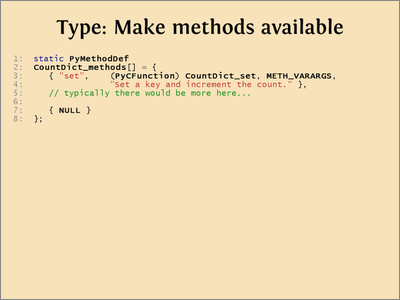 Type: Make methods available
1: static PyMethodDef
2: CountDict_methods[] = {
3: { "set", (PyCFunction) CountDict_set, METH_VARARGS,
4: "Set a key and increment the count." },
5: // typically there would be more here...
6:
7: { NULL }
8: };